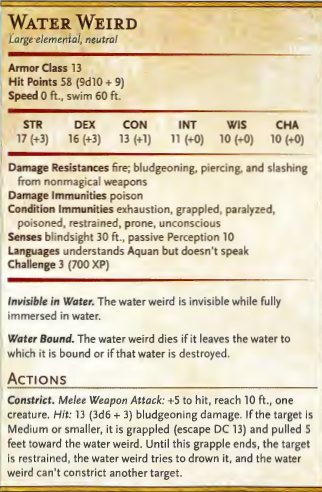 WATER WEIRD
Large elemental, neutral
Armor Class 13
Hit Points 58 (9d10 + 9)
Speed 0 ft., swim 60 ft.
STR DEX CON INT WIS CHA
17 (+3) 16 (+3) 13 (+1) 11 (+0) 10 (+0) 10 (+0)
Damage Resistances fire; bludgeoning, piercing, and slashing
from nonmagical weapons
Damage Immunities poison
Condition Immunities exhaustion, grappled, paralyzed,
poisoned, restrained, prone, unconscious
Senses blindsight 30 ft., passive Perception 10
Languages understands Aquan but doesn't speak
Challenge 3 (700 XP)
Invisible in Water. The water weird is invisible while fully
immersed in water.
Water Bound. The water weird dies if it leaves the water to
which it is bound or if that water is destroyed.
ACTIONS
Constrict. Melee Weapon Attack: +5 to hit, reach 10 ft., one
creature. Hit: 13 (3d6 + 3) bludgeoning damage. If the target is
Medium or smaller, it is grappled (escape DC 13) and pulled 5
feet toward the water weird. Until this grapple ends, the target
is restrained, the water weird tries to drown it, and the water
weird can't constrict another target.